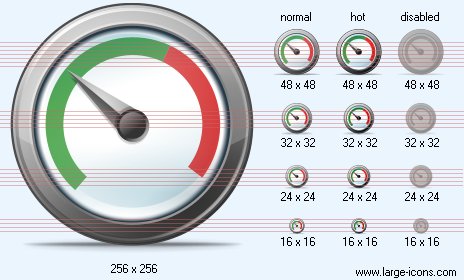 normal hot disabled
48 x 48 48 x 48 48 x 48
32 x 32 32 x 32 32 x 32
24 x 24 24 x 24 24 x 24
16 x 16 16 x 16 16 x 16
256 x 256
www.large-icons.com